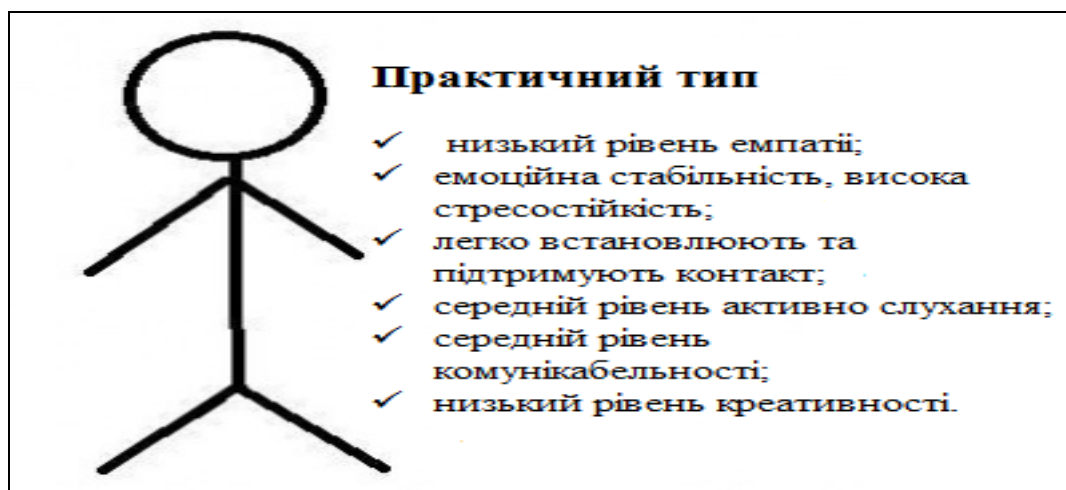 Практичний тип
✓ низький рівень емпатії;
✓ емоційна стабільність, висока
стресостійкість;
✓ легко встановлюють та
підтримують контакт;
✓ середній рівень активно слухання;
✓ середній рівень
комунікабельності;
✓ низький рівень креативності.